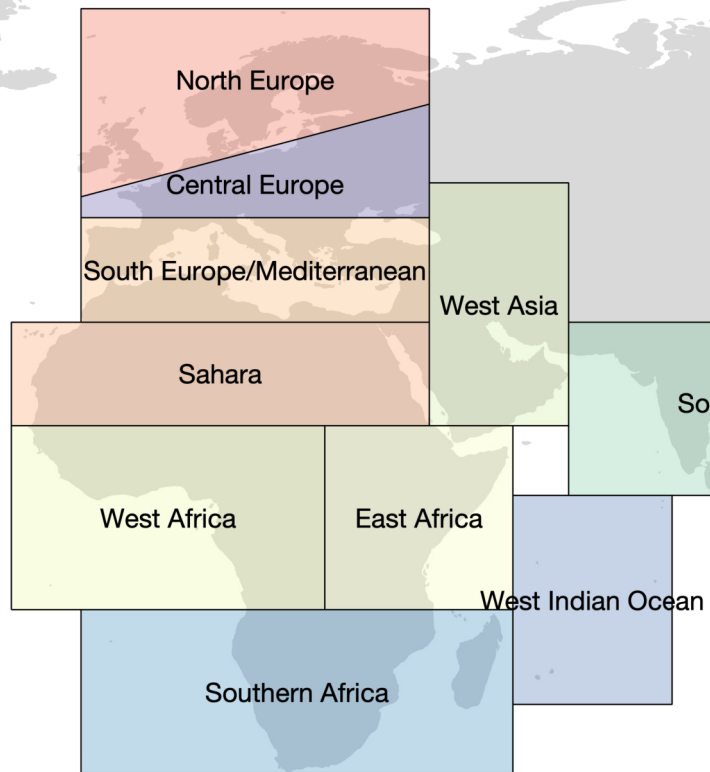 North Europe
Central Europe
South Europe/Mediterranean
West Asia
Sahara
So
West Africa
East Africa
West Indian Ocean
Southern Africa